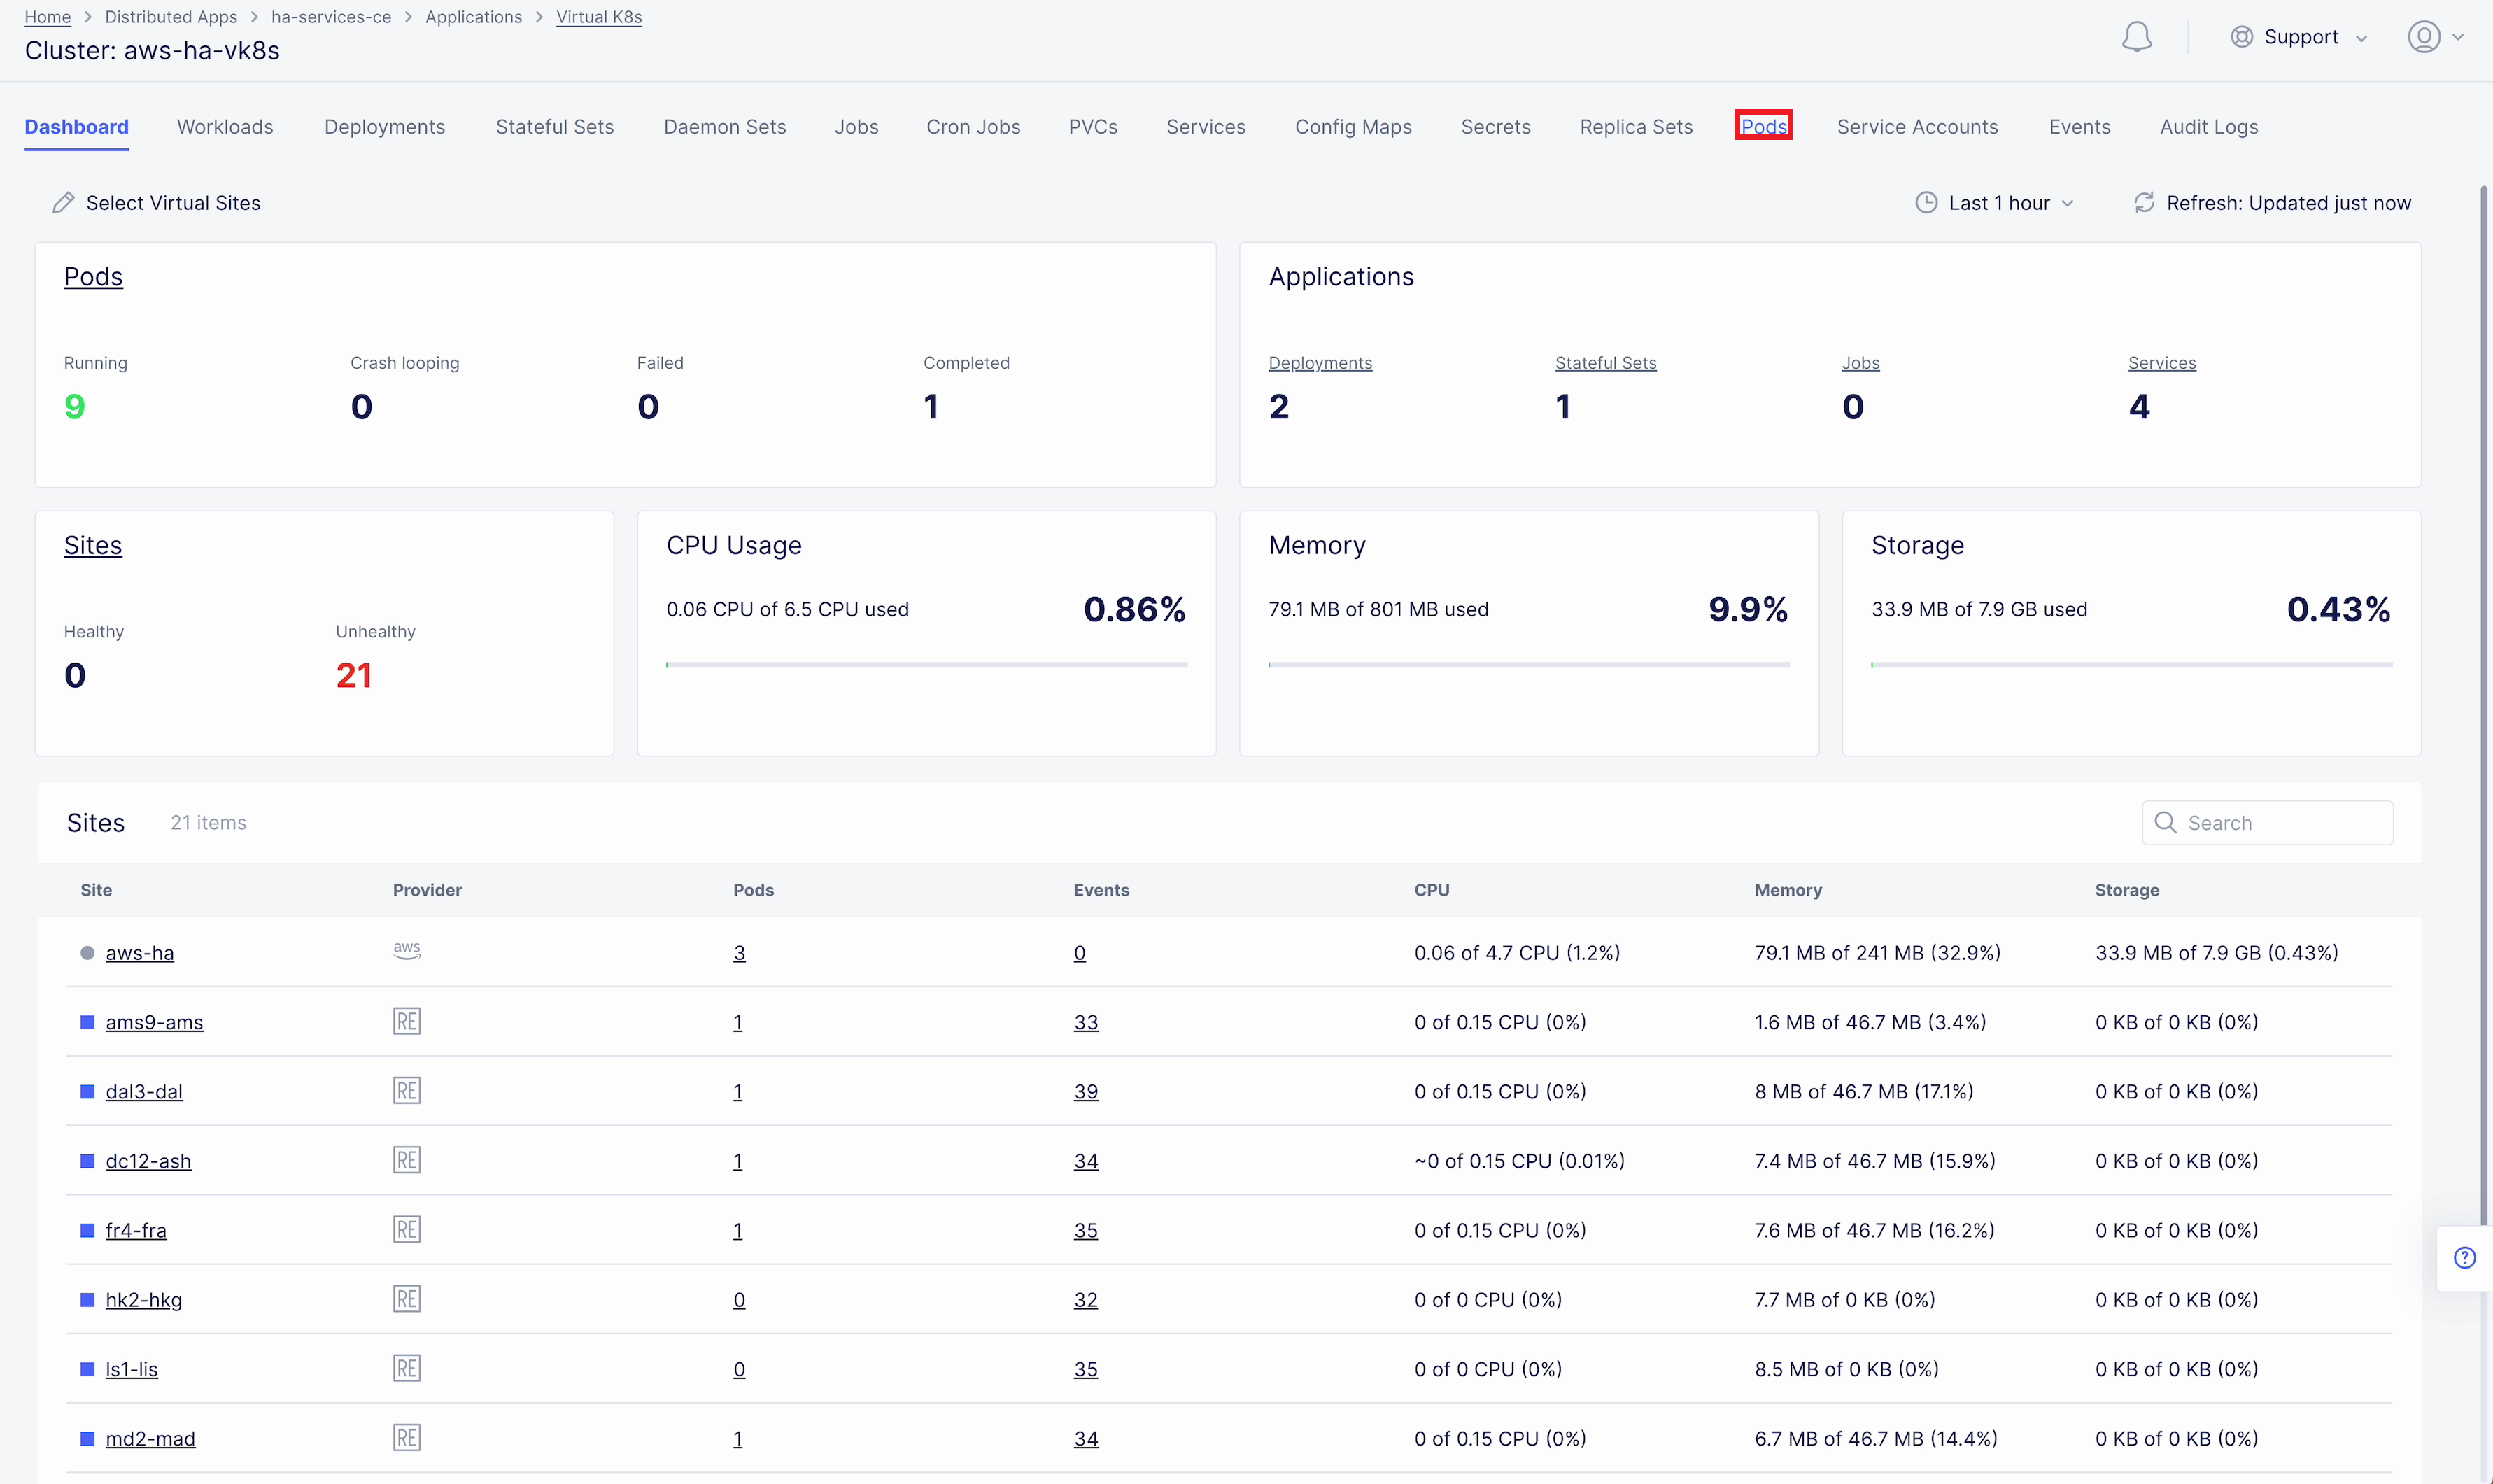 Home > Distributed Apps > ha-services-ce > Applications > Virtual K8s
Cluster: aws-ha-vk8s
Support
Dashboard Workloads Deployments Stateful Sets Daemon Sets Jobs Cron Jobs PVCs Services Config Maps Secrets Replica Sets Pods Service Accounts Events Audit Logs
Select Virtual Sites
Last 1 hour
Refresh: Updated just now
Pods
Running Crash looping Failed Completed
9 0 0 1
Applications
Deployments Stateful Sets Jobs Services
2 1 0 4
Sites
Healthy Unhealthy
0 21
CPU Usage
0.06 CPU of 6.5 CPU used 0.86%
Memory
79.1 MB of 801 MB used 9.9%
Storage
33.9 MB of 7.9 GB used 0.43%
Sites 21 items Search
Site Provider Pods Events CPU Memory Storage
aws-ha aws 3 0 0.06 of 4.7 CPU (1.2%) 79.1 MB of 241 MB (32.9%) 33.9 MB of 7.9 GB (0.43%)
ams9-ams RE 1 33 0 of 0.15 CPU (0%) 1.6 MB of 46.7 MB (3.4%) 0 KB of 0 KB (0%)
dal3-dal RE 1 39 0 of 0.15 CPU (0%) 8 MB of 46.7 MB (17.1%) 0 KB of 0 KB (0%)
dc12-ash RE 1 34 ~0 of 0.15 CPU (0.01%) 7.4 MB of 46.7 MB (15.9%) 0 KB of 0 KB (0%)
fr4-fra RE 1 35 0 of 0.15 CPU (0%) 7.6 MB of 46.7 MB (16.2%) 0 KB of 0 KB (0%)
hk2-hkg RE 0 32 0 of 0 CPU (0%) 7.7 MB of 0 KB (0%) 0 KB of 0 KB (0%)
ls1-lis RE 0 35 0 of 0 CPU (0%) 8.5 MB of 0 KB (0%) 0 KB of 0 KB (0%)
md2-mad RE 1 34 0 of 0.15 CPU (0%) 6.7 MB of 46.7 MB (14.4%) 0 KB of 0 KB (0%)